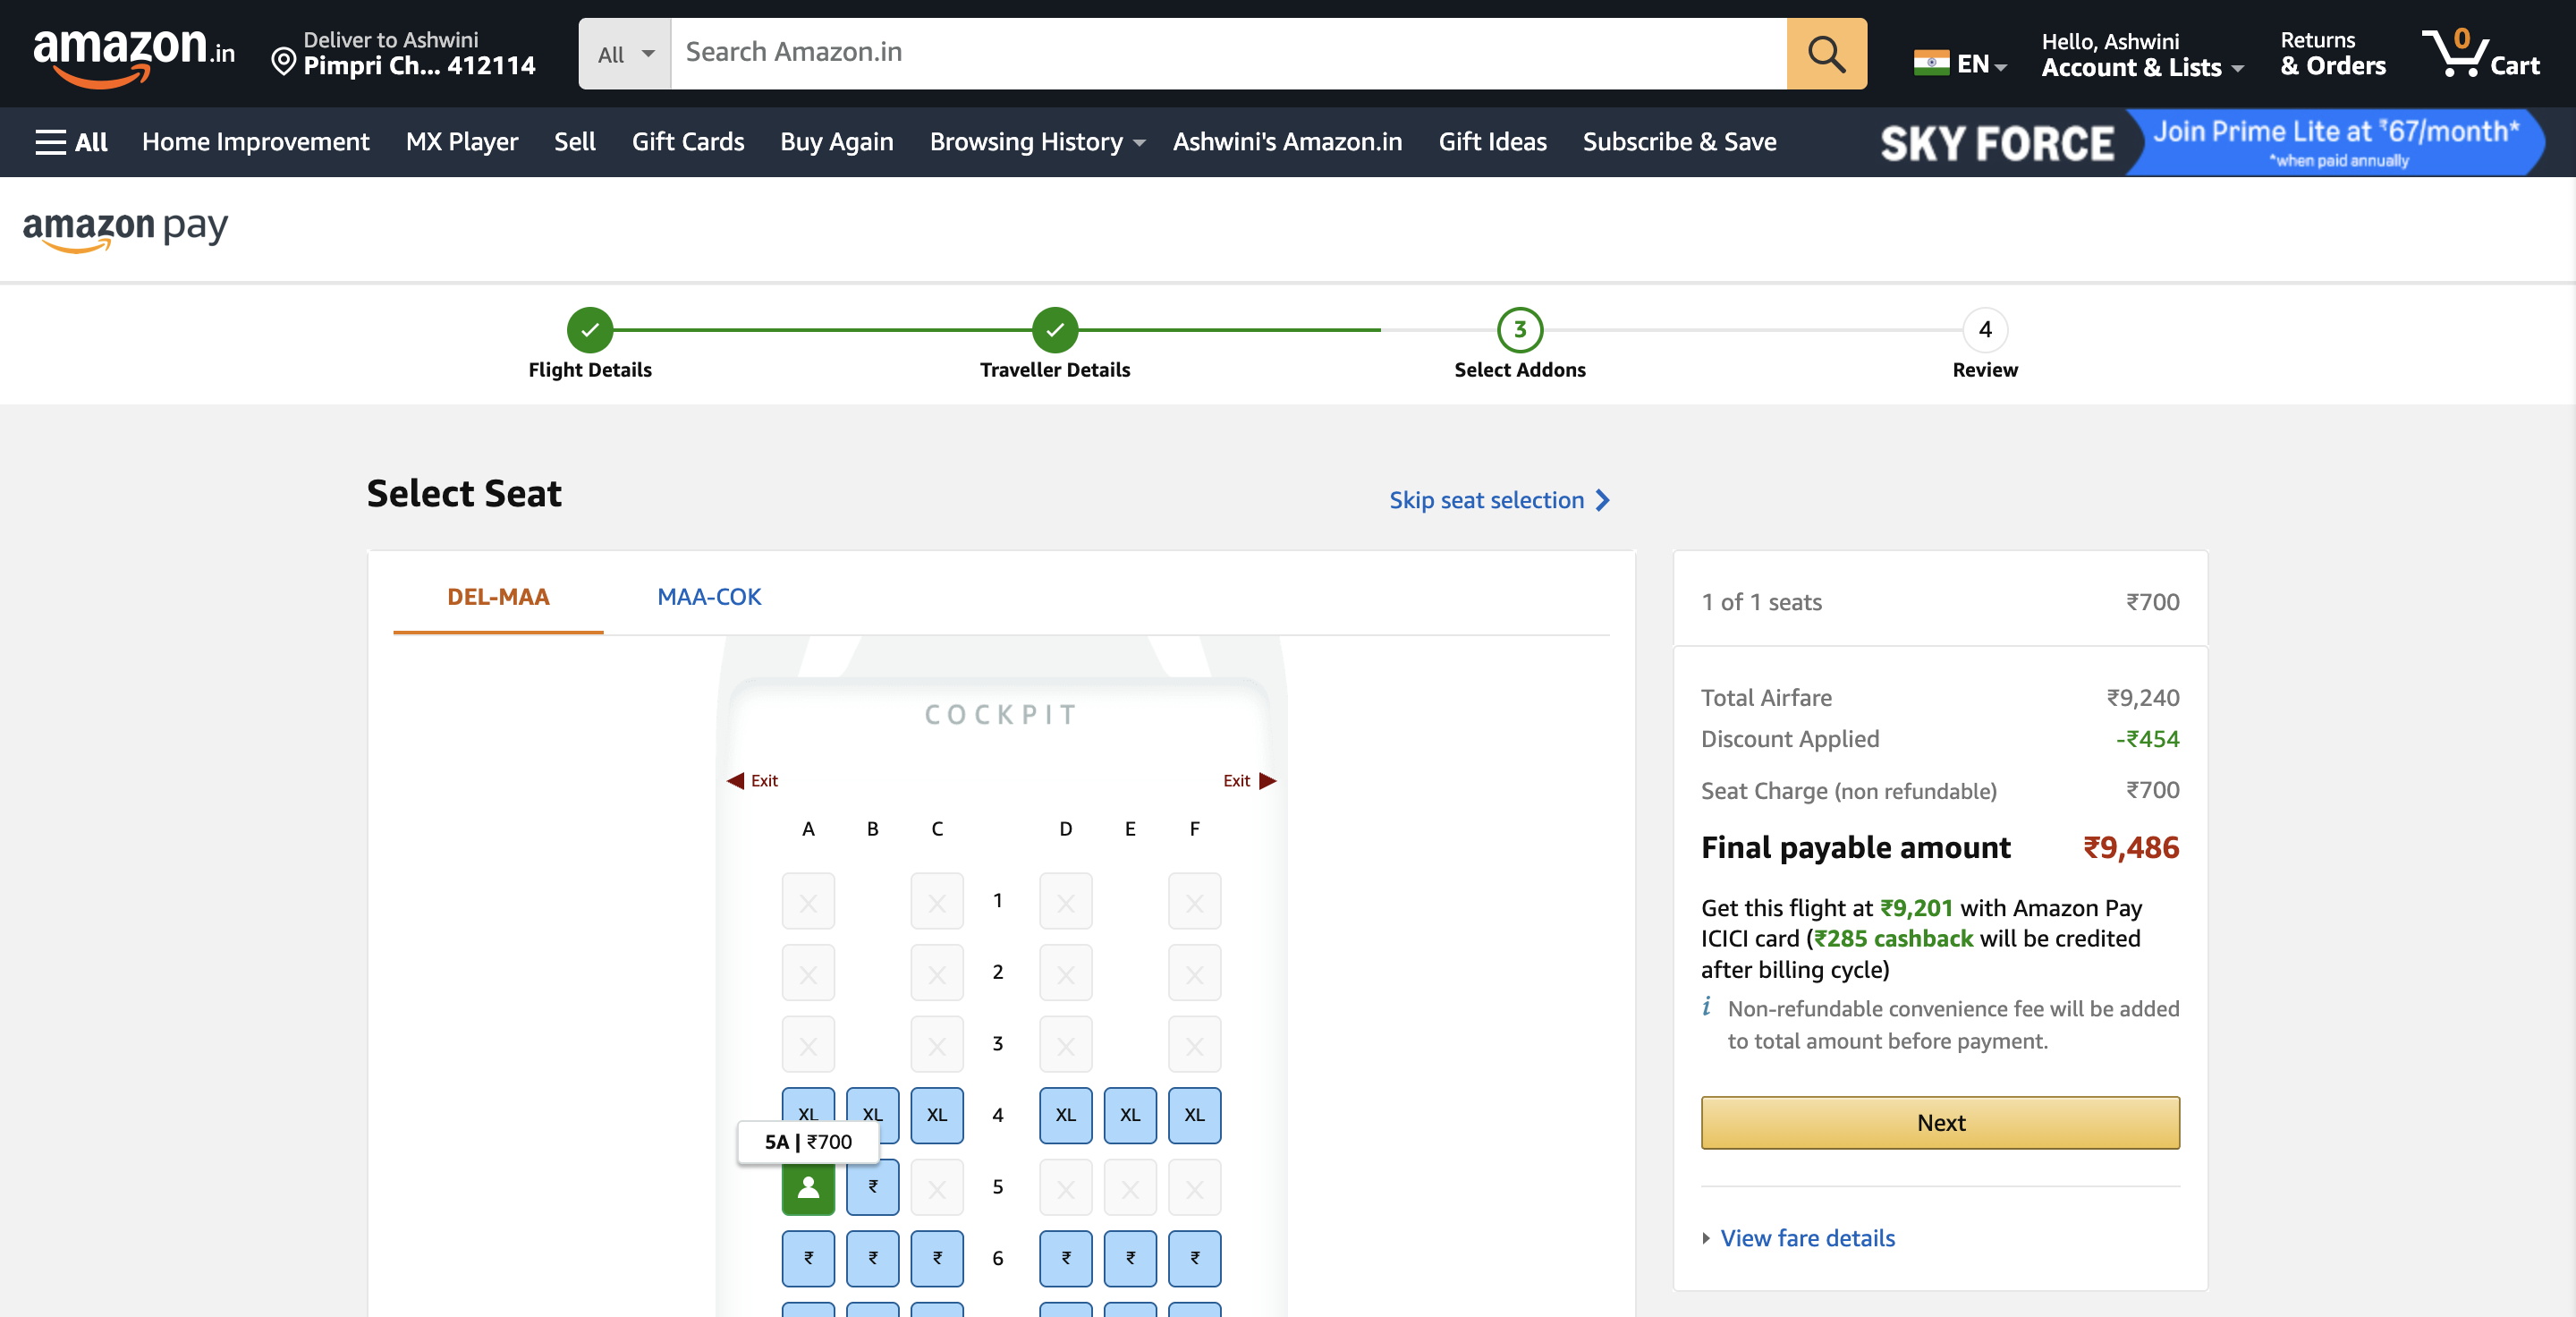 amazon.in
Deliver to Ashwini
Pimpri Ch... 412114
All
Search Amazon.in
EN
Hello, Ashwini
Account & Lists
Returns
& Orders
0
Cart
All
Home Improvement
MX Player
Sell
Gift Cards
Buy Again
Browsing History
Ashwini's Amazon.in
Gift Ideas
Subscribe & Save
SKY FORCE
Join Prime Lite at ₹67/month*
*when paid annually
amazon pay
Flight Details
Traveller Details
3
Select Addons
4
Review
Select Seat
Skip seat selection
DEL-MAA
MAA-COK
COCKPIT
Exit
Exit
A B C D E F
X X 1 X X
X X 2 X X
X X 3 X X
XL XL XL 4 XL XL XL
5A | ₹700
₹ X 5 X X X
₹ ₹ ₹ 6 ₹ ₹ ₹
1 of 1 seats ₹700
Total Airfare ₹9,240
Discount Applied -₹454
Seat Charge (non refundable) ₹700
Final payable amount ₹9,486
Get this flight at ₹9,201 with Amazon Pay
ICICI card (₹285 cashback will be credited
after billing cycle)
i Non-refundable convenience fee will be added
to total amount before payment.
Next
View fare details